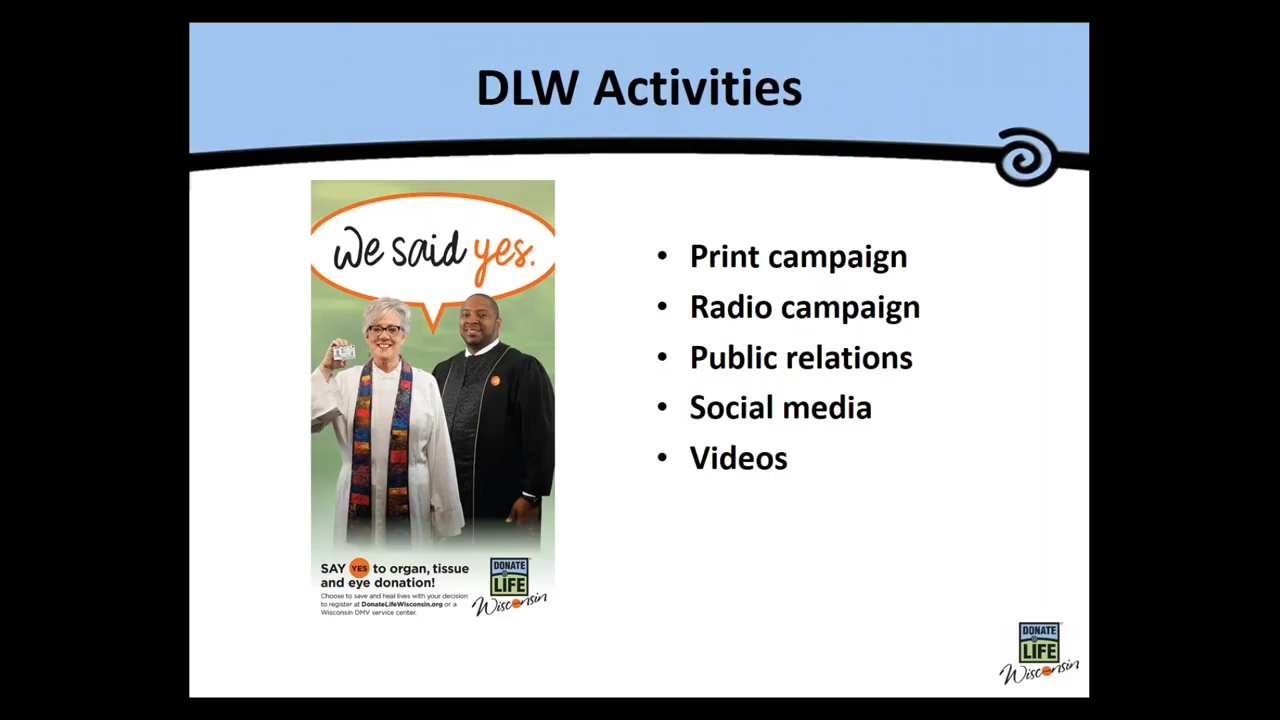 DLW Activities
We said yes.
• Print campaign
• Radio campaign
• Public relations
• Social media
• Videos
SAY YES to organ, tissue
and eye donation!
Choose to save and heal lives with your decision
to register at DonateLifeWisconsin.org or a
Wisconsin DMV service center.
DONATE
LIFE
Wisconsin
DONATE
LIFE
Wisconsin